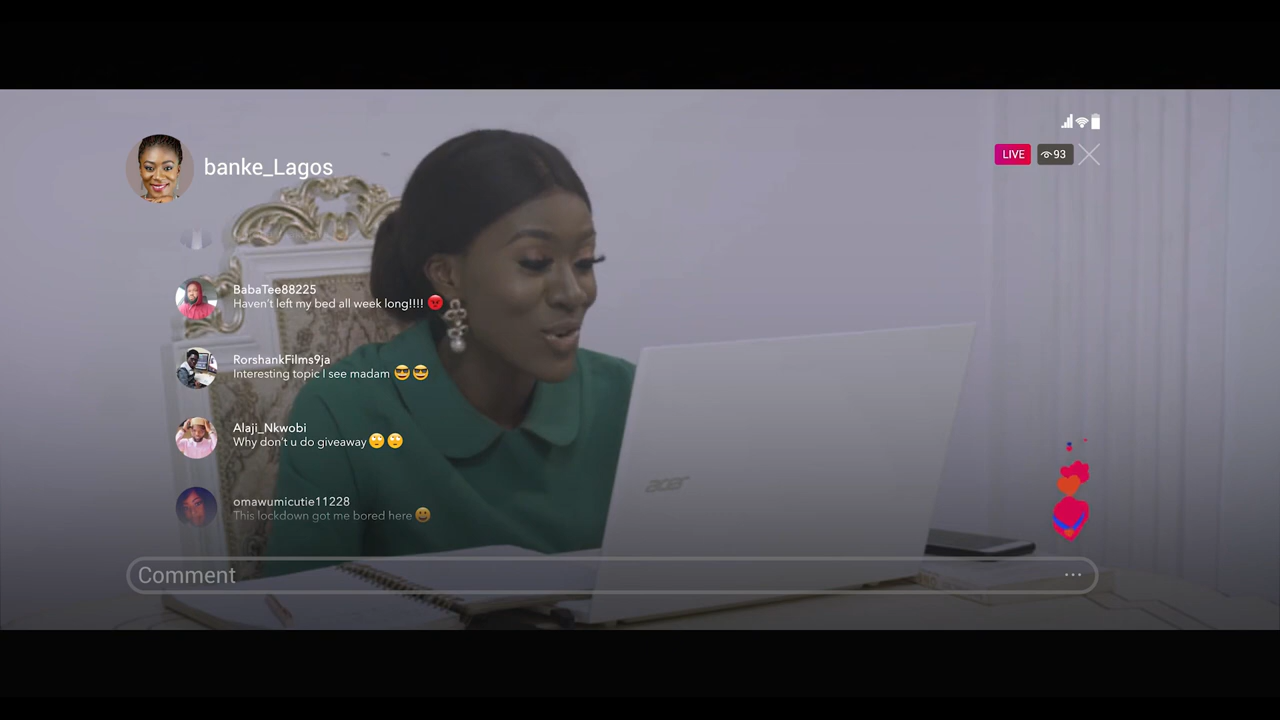 banke_Lagos
LIVE
93
BabaTee88225
Haven't left my bed all week long!!!! 😡
RorshankFilms9ja
Interesting topic I see madam 😎😎
Alaji_Nkwobi
Why don't u do giveaway 🙄🙄
omawumicutie11228
This lockdown got me bored here 😀
acer
Comment